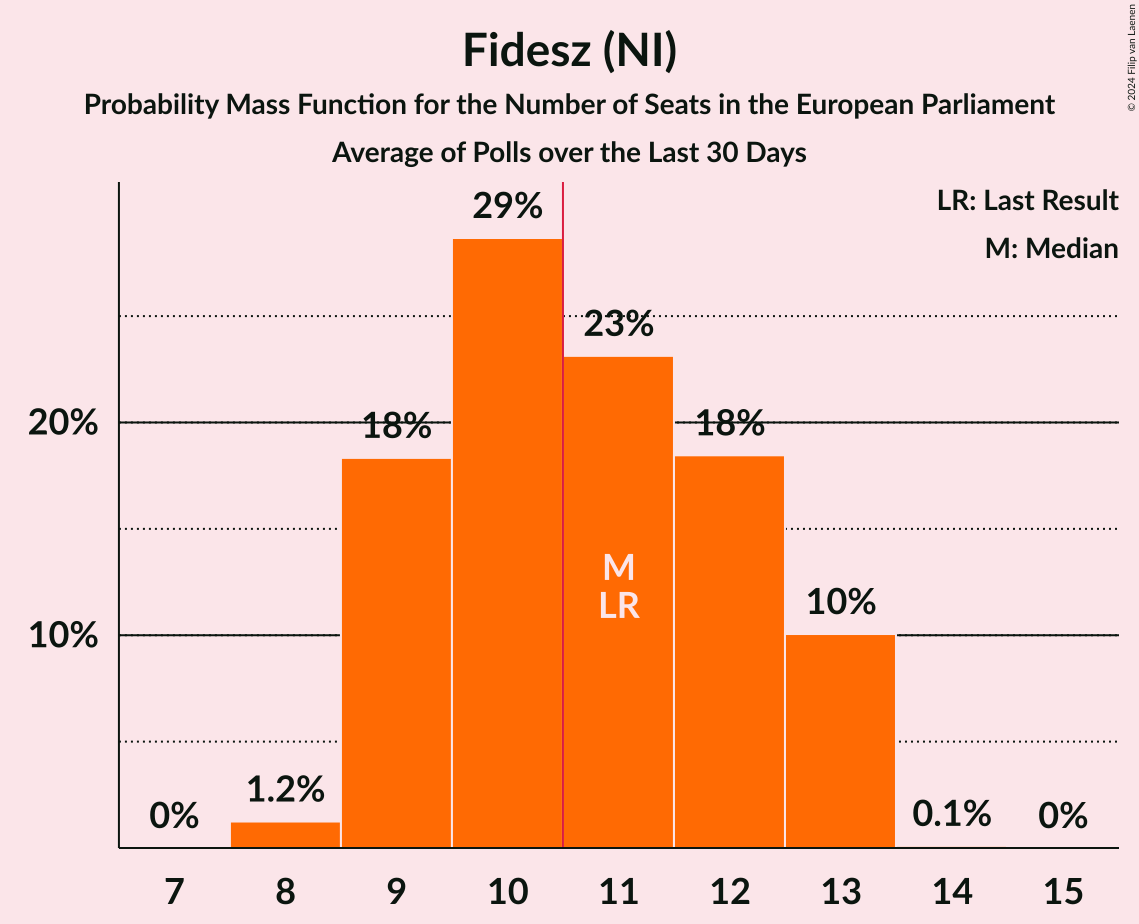 Fidesz (NI)
Probability Mass Function for the Number of Seats in the European Parliament
Average of Polls over the Last 30 Days
© 2024 Filip van Laenen
LR: Last Result
M: Median
29%
23%
20%
18%
18%
M
LR
10%
10%
1.2%
0%
0.1%
0%
7 8 9 10 11 12 13 14 15